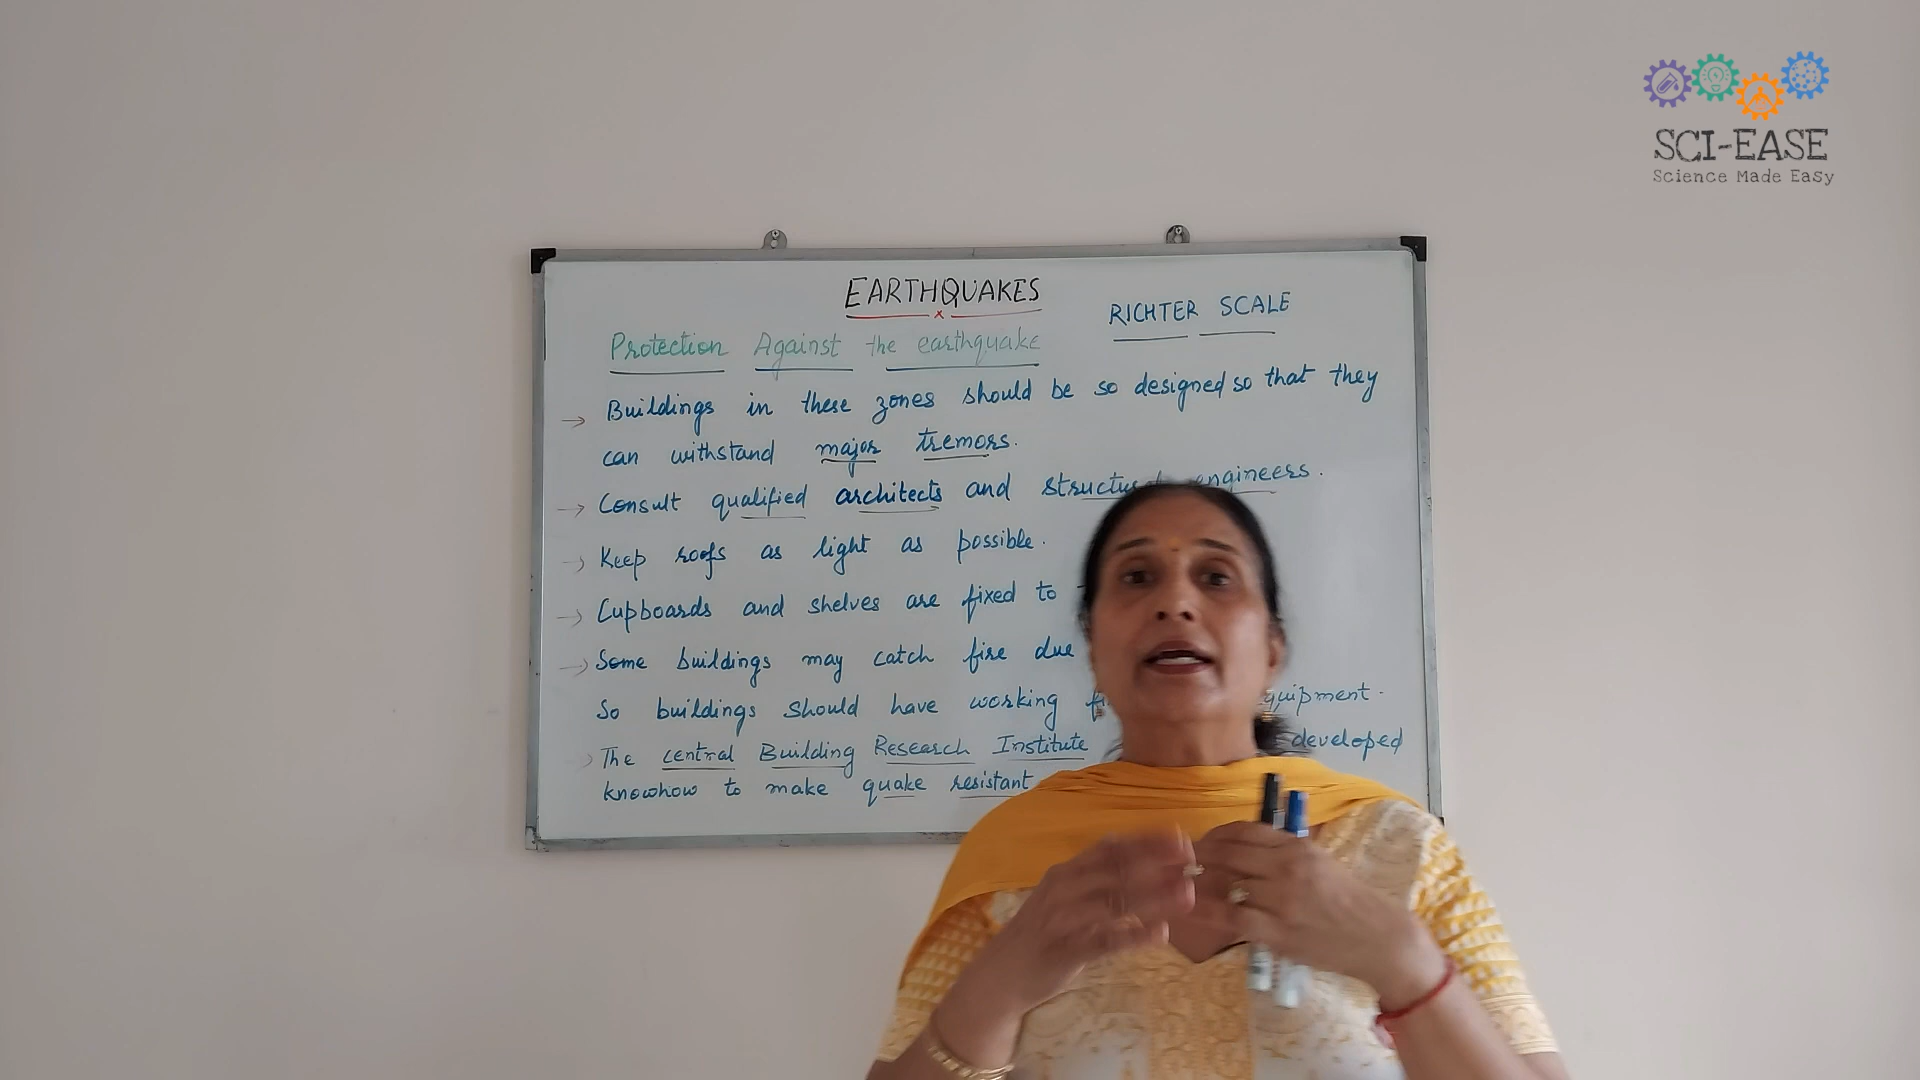 SCI-EASE
Science Made Easy
EARTHQUAKES
RICHTER SCALE
Protection Against the earthquake
→ Buildings in these zones should be so designed so that they
can withstand major tremors.
→ Consult qualified architects and structural engineers.
→ Keep roofs as light as possible.
→ Cupboards and shelves are fixed to
→ Some buildings may catch fire due
So buildings should have working equipment.
→ The central Building Research Institute developed
knowhow to make quake resistant